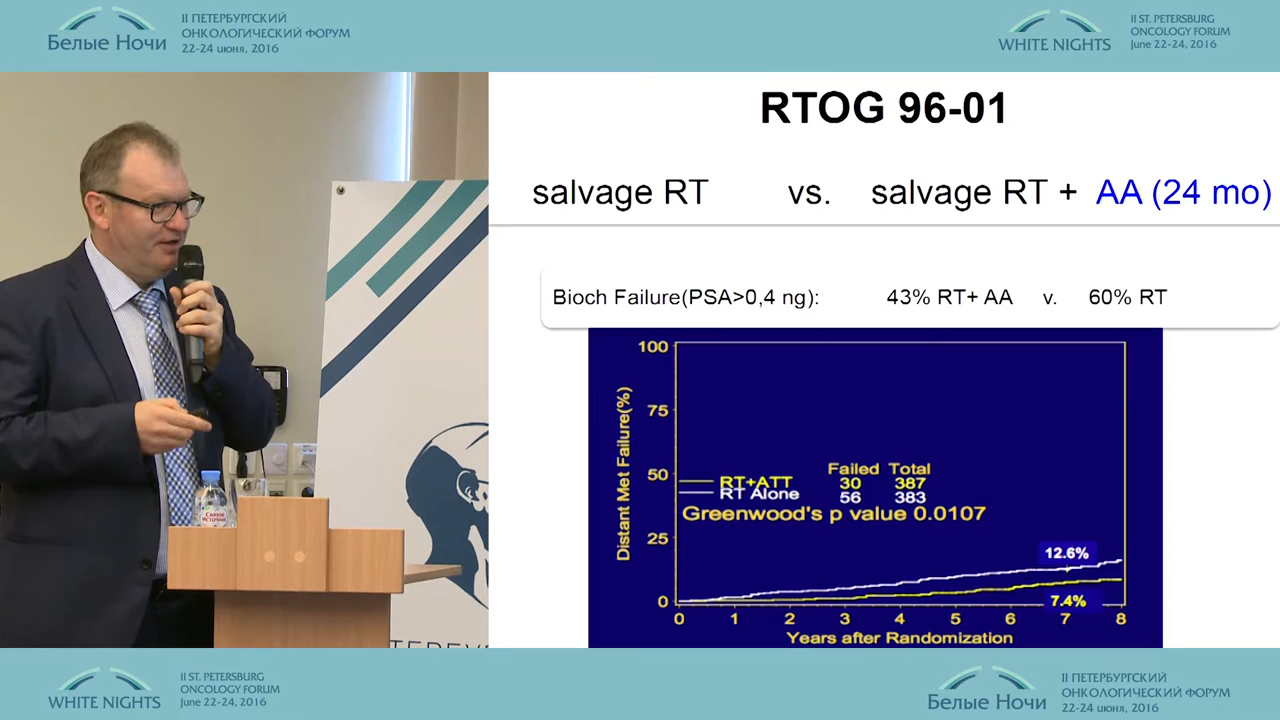 Белые Ночи
II ПЕТЕРБУРГСКИЙ
ОНКОЛОГИЧЕСКИЙ ФОРУМ
22-24 июня, 2016
WHITE NIGHTS
II ST. PETERSBURG
ONCOLOGY FORUM
June 22-24, 2016
RTOG 96-01
salvage RT vs. salvage RT + AA (24 mo)
Bioch Failure(PSA>0,4 ng): 43% RT+ AA v. 60% RT
Distant Met Failure(%)
100
75
50
25
0
Failed Total
RT+ATT 30 387
RT Alone 56 383
Greenwood's p value 0.0107
12.6%
7.4%
0 1 2 3 4 5 6 7 8
Years after Randomization
WHITE NIGHTS
II ST. PETERSBURG
ONCOLOGY FORUM
June 22-24, 2016
Белые Ночи
II ПЕТЕРБУРГСКИЙ
ОНКОЛОГИЧЕСКИЙ ФОРУМ
22-24 июня, 2016